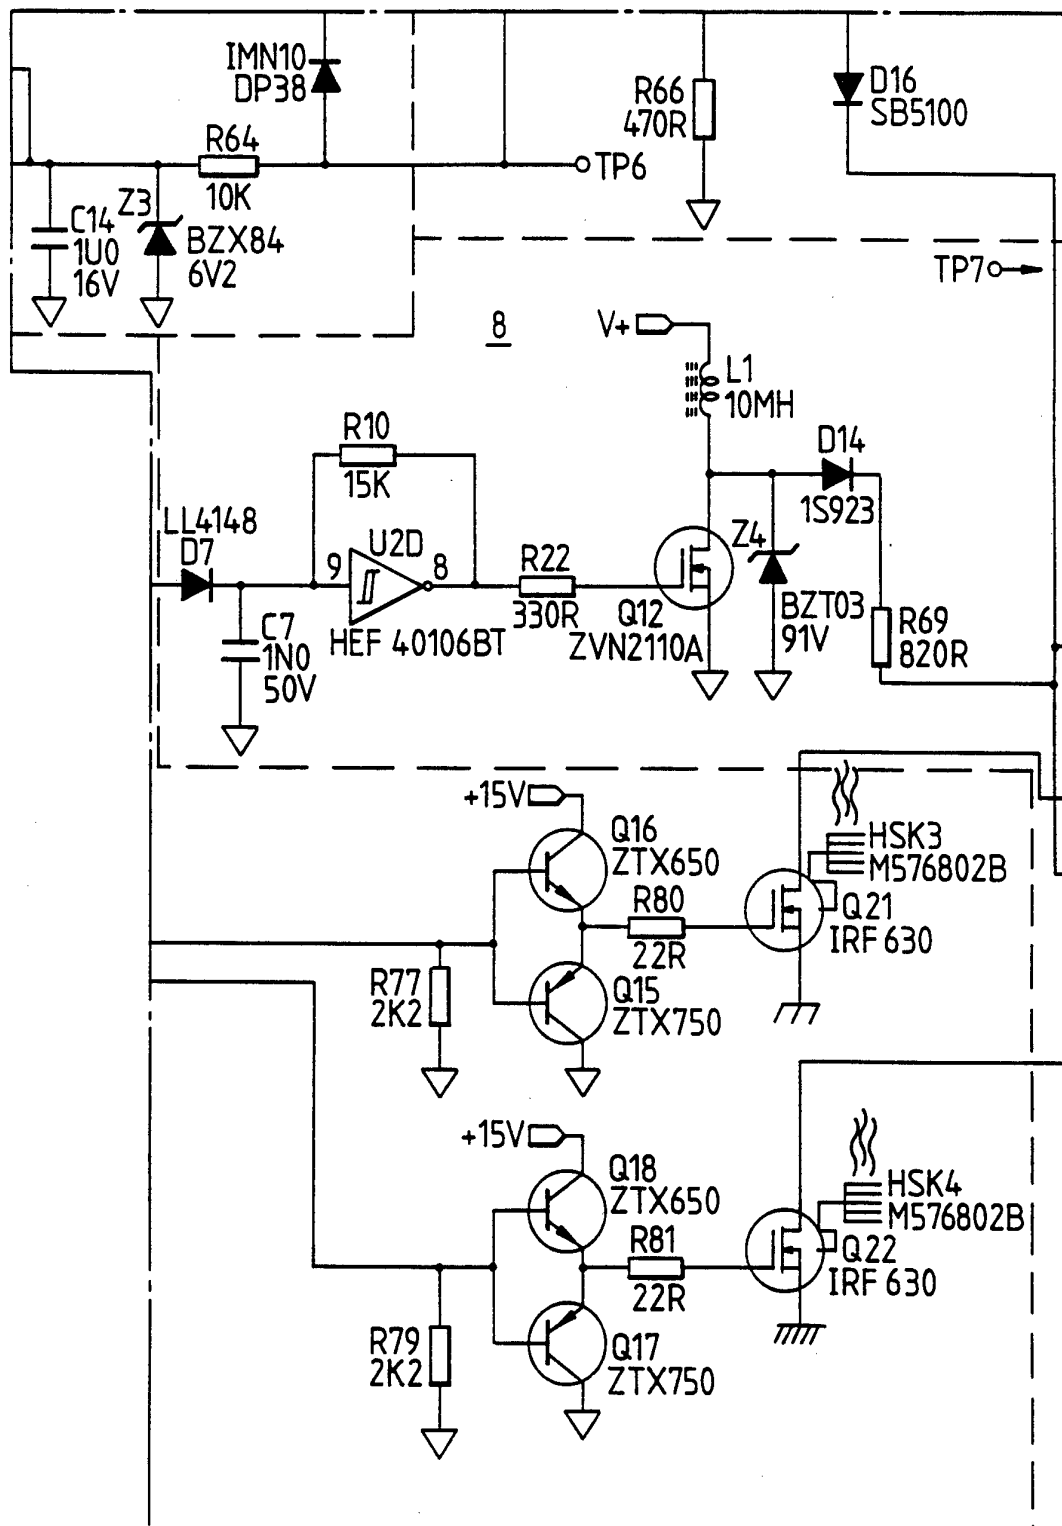 IMN10
DP38
R64
10K
TP6
R66
470R
D16
SB5100
Z3
C14
1U0
16V
BZX84
6V2
TP7
8
V+
L1
10MH
R10
15K
D14
1S923
LL4148
D7
9
U2D
8
HEF 40106BT
R22
330R
Q12
ZVN2110A
Z4
BZT03
91V
R69
820R
C7
1N0
50V
+15V
Q16
ZTX650
HSK3
M576802B
R80
22R
Q21
IRF 630
R77
2K2
Q15
ZTX750
+15V
Q18
ZTX650
HSK4
M576802B
R81
22R
Q22
IRF 630
R79
2K2
Q17
ZTX750